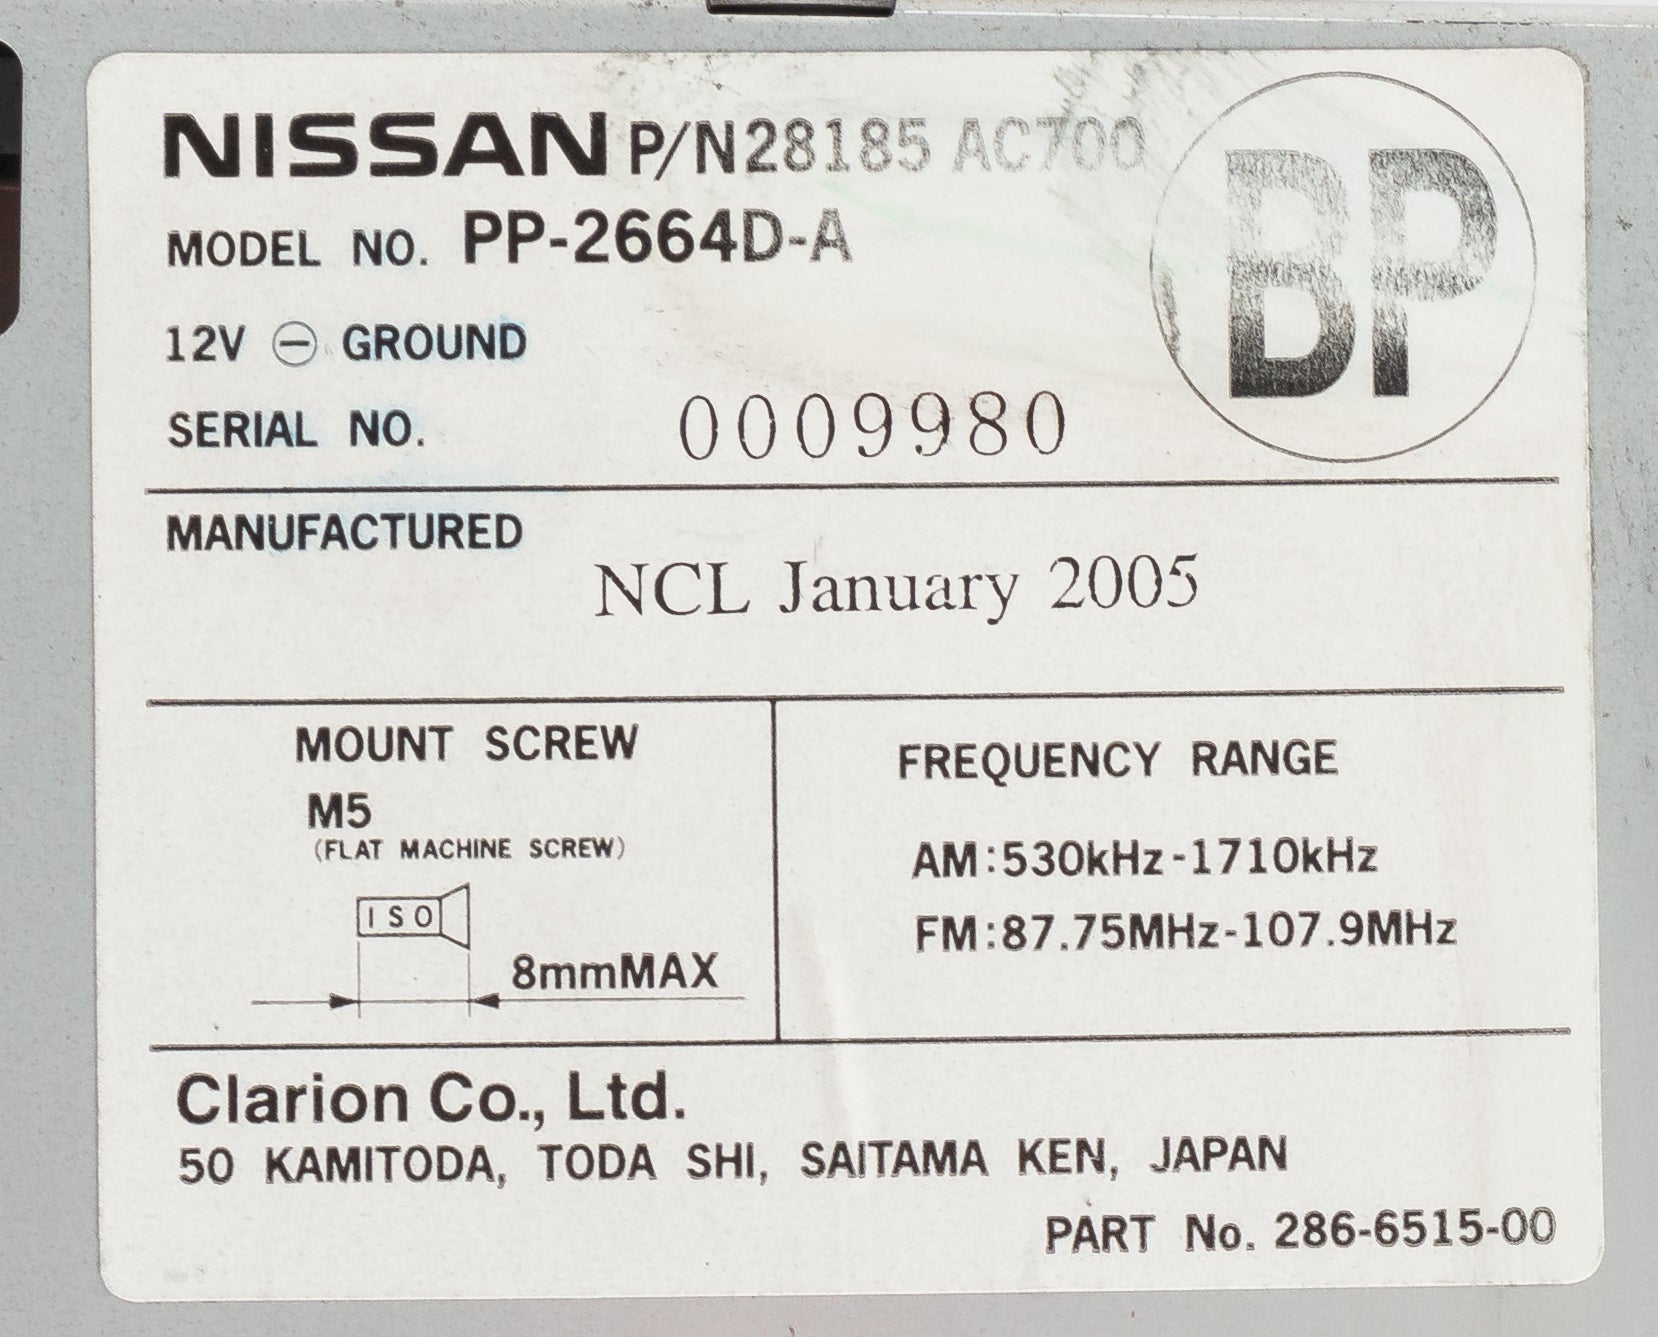 NISSAN P/N28185 AC700
BP
MODEL NO. PP-2664D-A
12V ⊖ GROUND
SERIAL NO. 0009980
MANUFACTURED
NCL January 2005
MOUNT SCREW
M5
(FLAT MACHINE SCREW)
ISO
8mmMAX
FREQUENCY RANGE
AM:530kHz-1710kHz
FM:87.75MHz-107.9MHz
Clarion Co., Ltd.
50 KAMITODA, TODA SHI, SAITAMA KEN, JAPAN
PART No. 286-6515-00